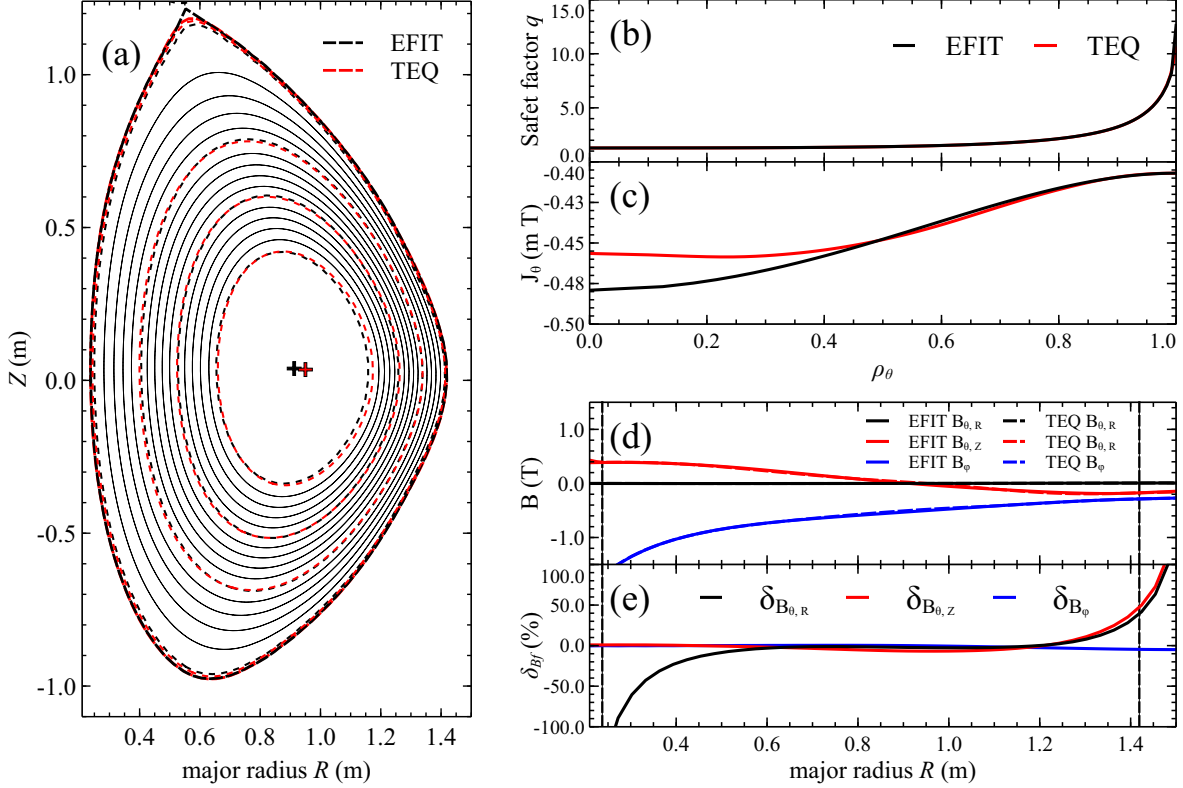 (a)
EFIT
TEQ
1.0
0.5
0.0
-0.5
-1.0
Z (m)
0.4 0.6 0.8 1.0 1.2 1.4
major radius R (m)
(b)
EFIT TEQ
15.0
10.0
5.0
0.0
Safet factor q
(c)
-0.40
-0.43
-0.45
-0.48
-0.50
J_θ (m T)
0.0 0.2 0.4 0.6 0.8 1.0
ρ_θ
(d)
EFIT B_θ, R TEQ B_θ, R
EFIT B_θ, Z TEQ B_θ, R
EFIT B_φ TEQ B_φ
1.0
0.0
-1.0
B (T)
(e)
δ_B_θ, R δ_B_θ, Z δ_B_φ
100.0
50.0
0.0
-50.0
-100.0
δ_Bf (%)
0.4 0.6 0.8 1.0 1.2 1.4
major radius R (m)